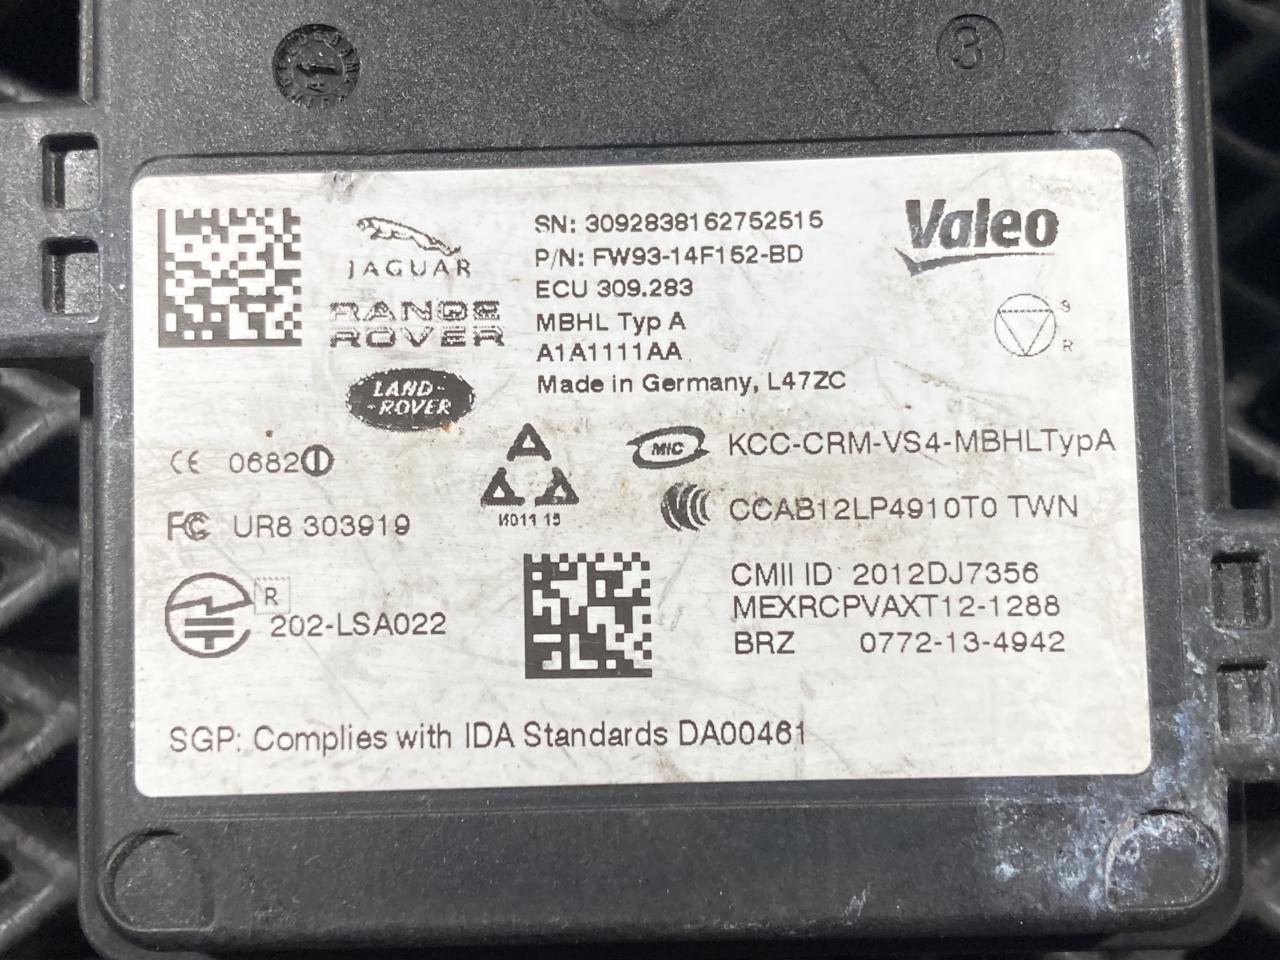 3
JAGUAR
RANGE
ROVER
LAND-
-ROVER
SN: 3092838162752515
P/N: FW93-14F152-BD
ECU 309.283
MBHL Typ A
A1A1111AA
Made in Germany, L47ZC
Valeo
S
R
CE 0682
MIC KCC-CRM-VS4-MBHLTypA
FC UR8 303919
CCAB12LP4910T0 TWN
R
202-LSA022
CMII ID 2012DJ7356
MEXRCPVAXT12-1288
BRZ 0772-13-4942
SGP: Complies with IDA Standards DA00461